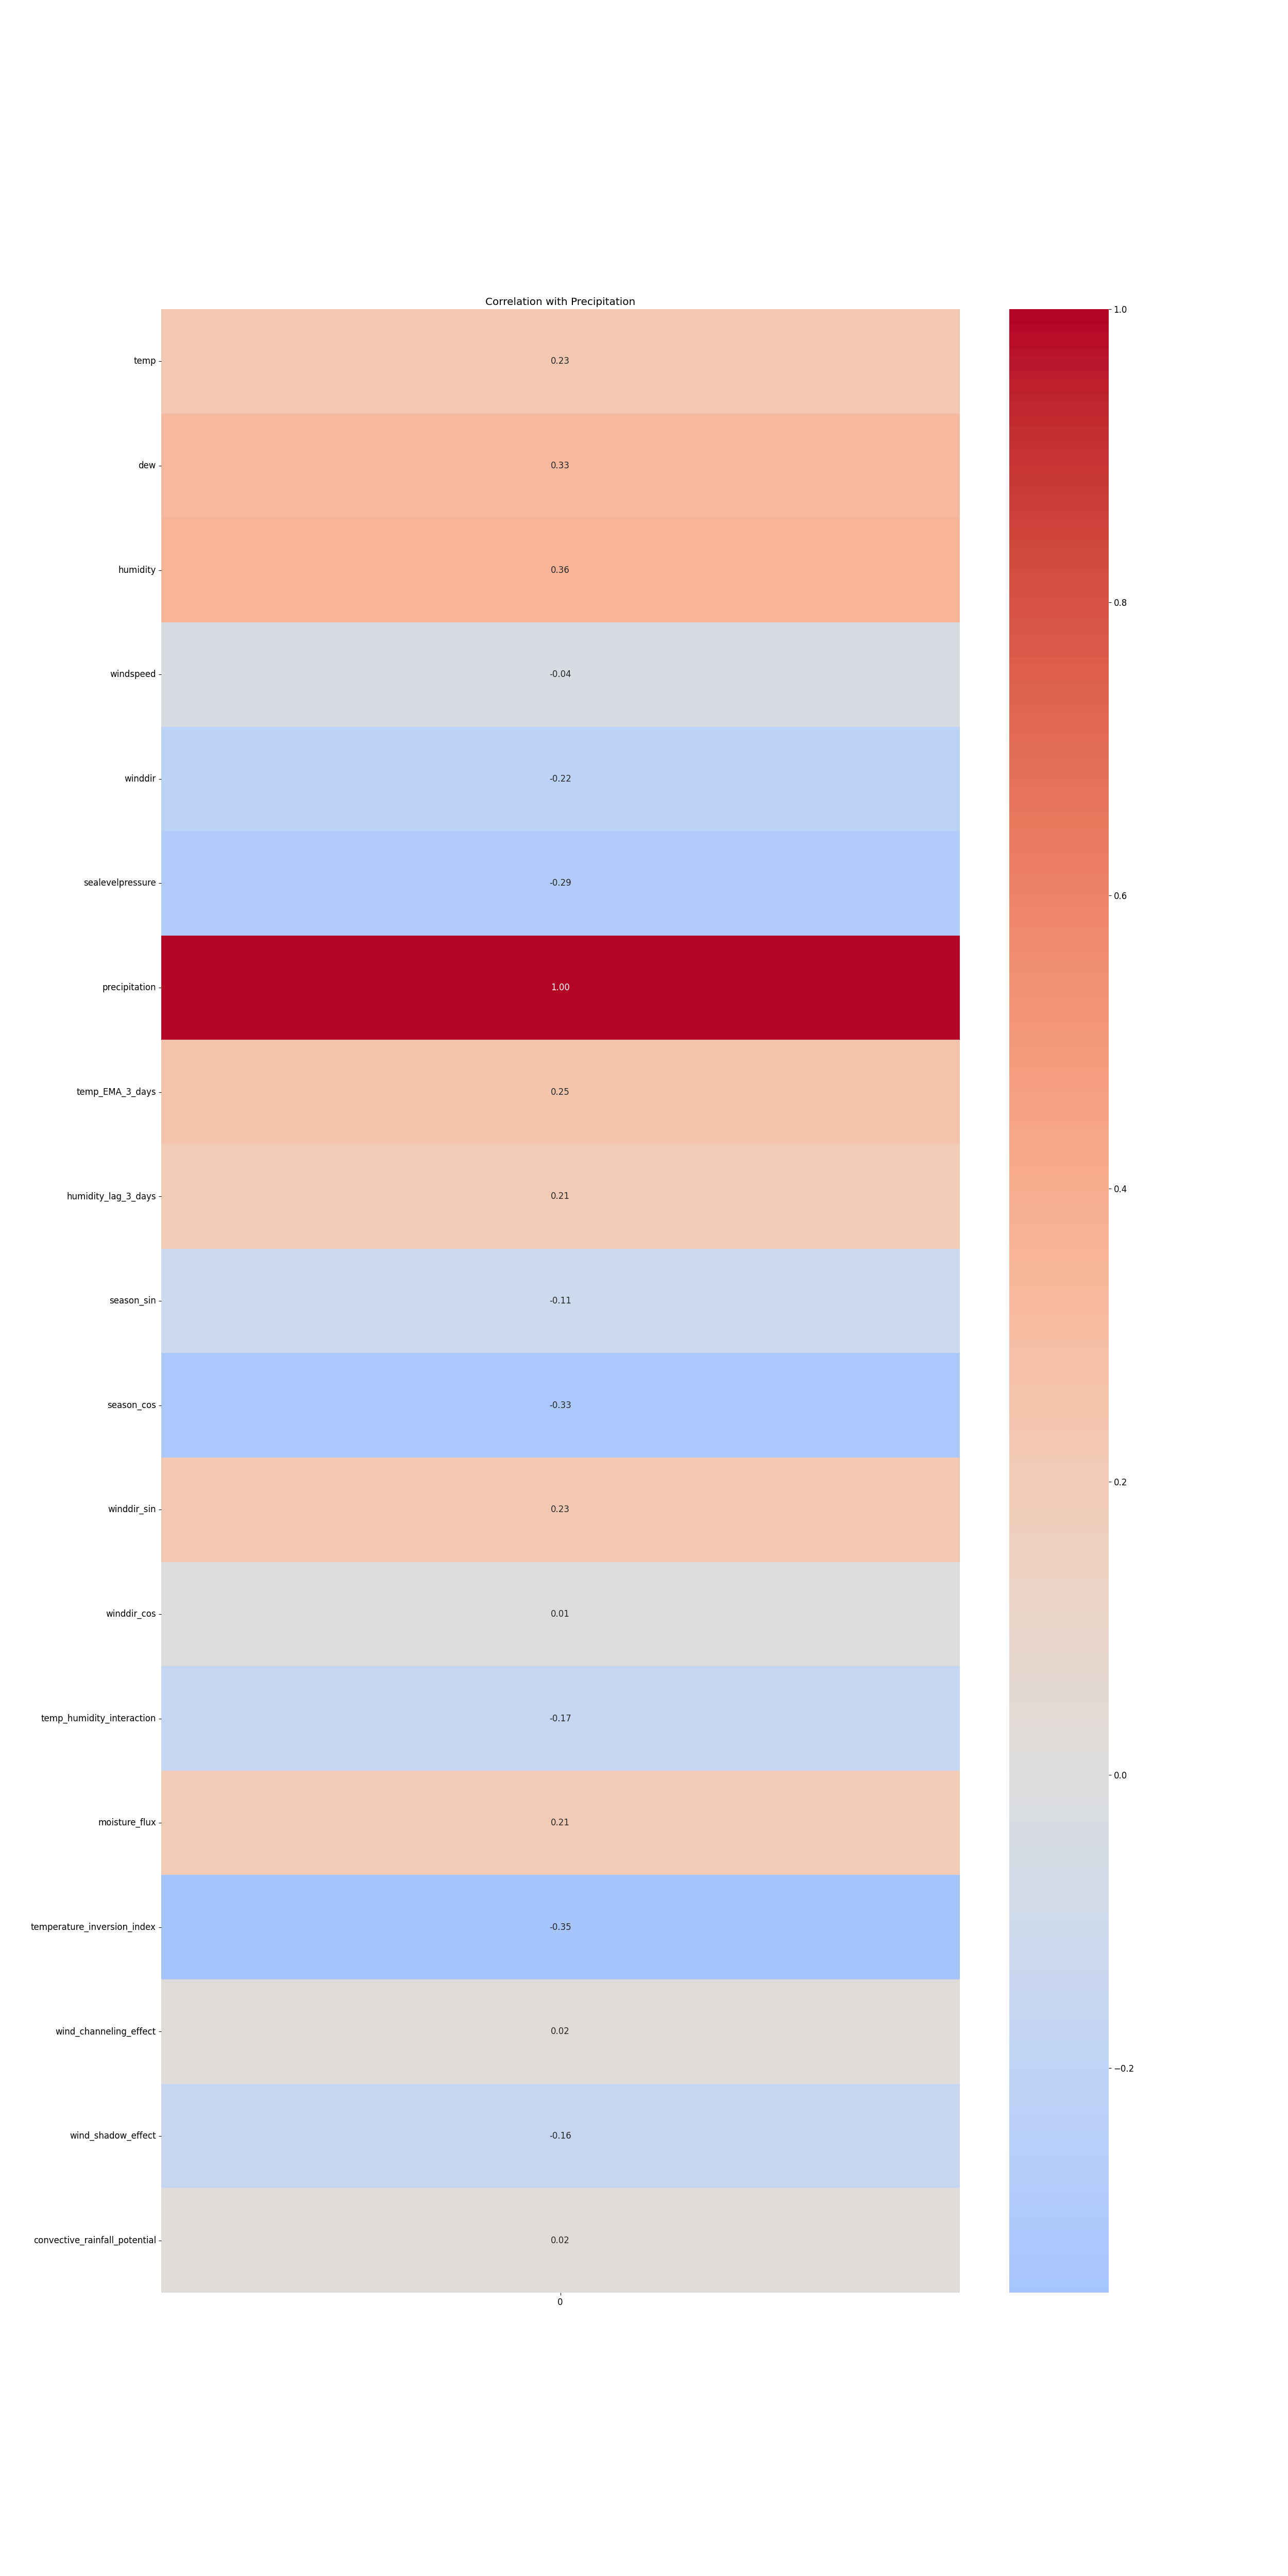 Correlation with Precipitation
temp 0.23
dew 0.33
humidity 0.36
windspeed -0.04
winddir -0.22
sealevelpressure -0.29
precipitation 1.00
temp_EMA_3_days 0.25
humidity_lag_3_days 0.21
season_sin -0.11
season_cos -0.33
winddir_sin 0.23
winddir_cos 0.01
temp_humidity_interaction -0.17
moisture_flux 0.21
temperature_inversion_index -0.35
wind_channeling_effect 0.02
wind_shadow_effect -0.16
convective_rainfall_potential 0.02
0
1.0
0.8
0.6
0.4
0.2
0.0
−0.2